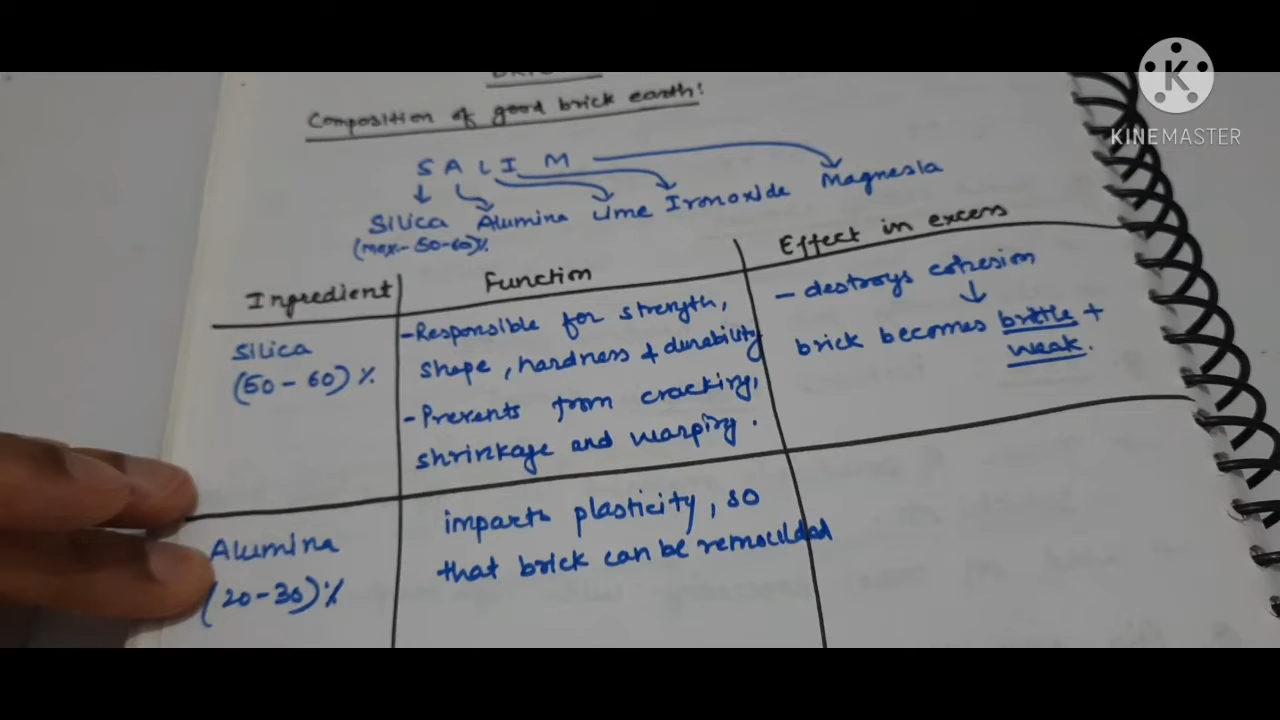 Composition of good brick earth:
S A L I M
Silica Alumina Lime Ironoxide Magnesia
(max-50-60)%
Ingredient Function Effect in excess
Silica
(50-60)%
-Responsible for strength,
shape, hardness & durability
-Prevents from cracking,
shrinkage and warping.
- destroys cohesion
brick becomes brittle +
weak.
Alumina
(20-30)%
imparts plasticity, so
that brick can be remoulded
K
KINEMASTER